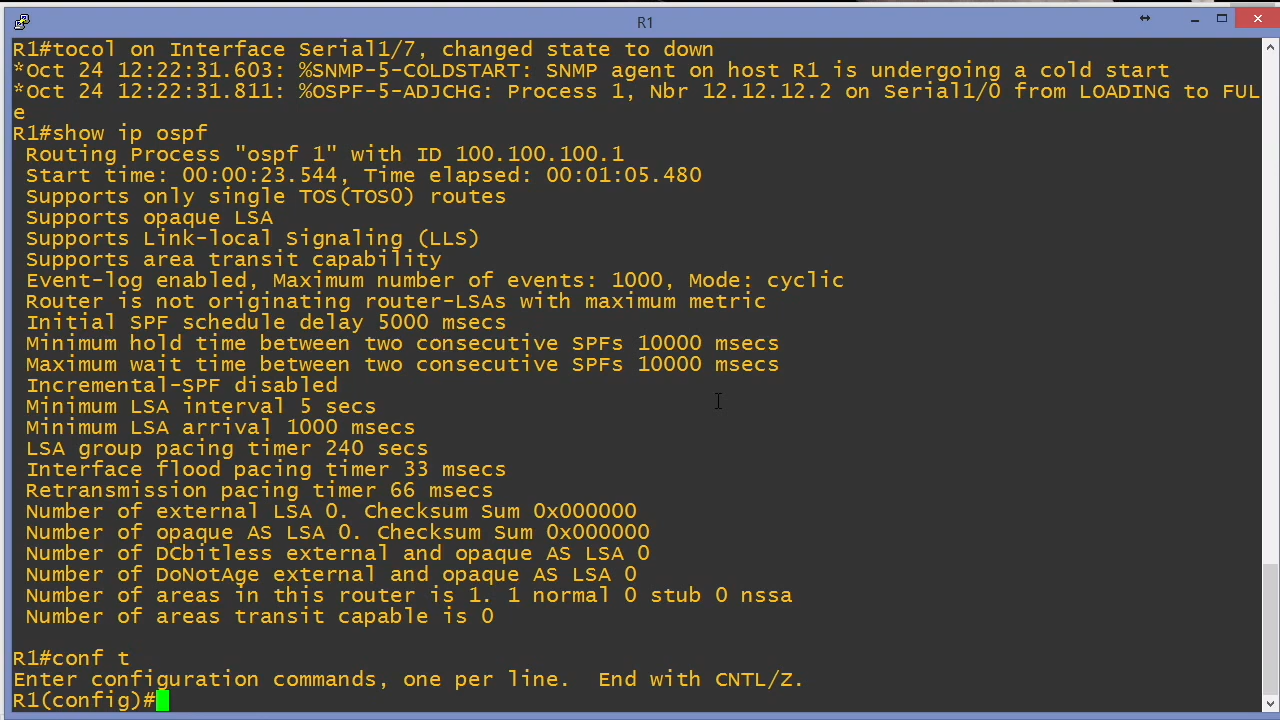 R1
R1#tocol on Interface Serial1/7, changed state to down
*Oct 24 12:22:31.603: %SNMP-5-COLDSTART: SNMP agent on host R1 is undergoing a cold start
*Oct 24 12:22:31.811: %OSPF-5-ADJCHG: Process 1, Nbr 12.12.12.2 on Serial1/0 from LOADING to FUL
e
R1#show ip ospf
Routing Process "ospf 1" with ID 100.100.100.1
Start time: 00:00:23.544, Time elapsed: 00:01:05.480
Supports only single TOS(TOS0) routes
Supports opaque LSA
Supports Link-local Signaling (LLS)
Supports area transit capability
Event-log enabled, Maximum number of events: 1000, Mode: cyclic
Router is not originating router-LSAs with maximum metric
Initial SPF schedule delay 5000 msecs
Minimum hold time between two consecutive SPFs 10000 msecs
Maximum wait time between two consecutive SPFs 10000 msecs
Incremental-SPF disabled
Minimum LSA interval 5 secs
Minimum LSA arrival 1000 msecs
LSA group pacing timer 240 secs
Interface flood pacing timer 33 msecs
Retransmission pacing timer 66 msecs
Number of external LSA 0. Checksum Sum 0x000000
Number of opaque AS LSA 0. Checksum Sum 0x000000
Number of DCbitless external and opaque AS LSA 0
Number of DoNotAge external and opaque AS LSA 0
Number of areas in this router is 1. 1 normal 0 stub 0 nssa
Number of areas transit capable is 0
R1#conf t
Enter configuration commands, one per line.  End with CNTL/Z.
R1(config)#